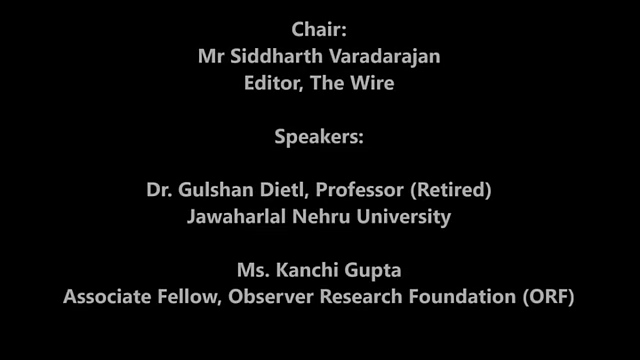 Chair:
Mr Siddharth Varadarajan
Editor, The Wire
Speakers:
Dr. Gulshan Dietl, Professor (Retired)
Jawaharlal Nehru University
Ms. Kanchi Gupta
Associate Fellow, Observer Research Foundation (ORF)